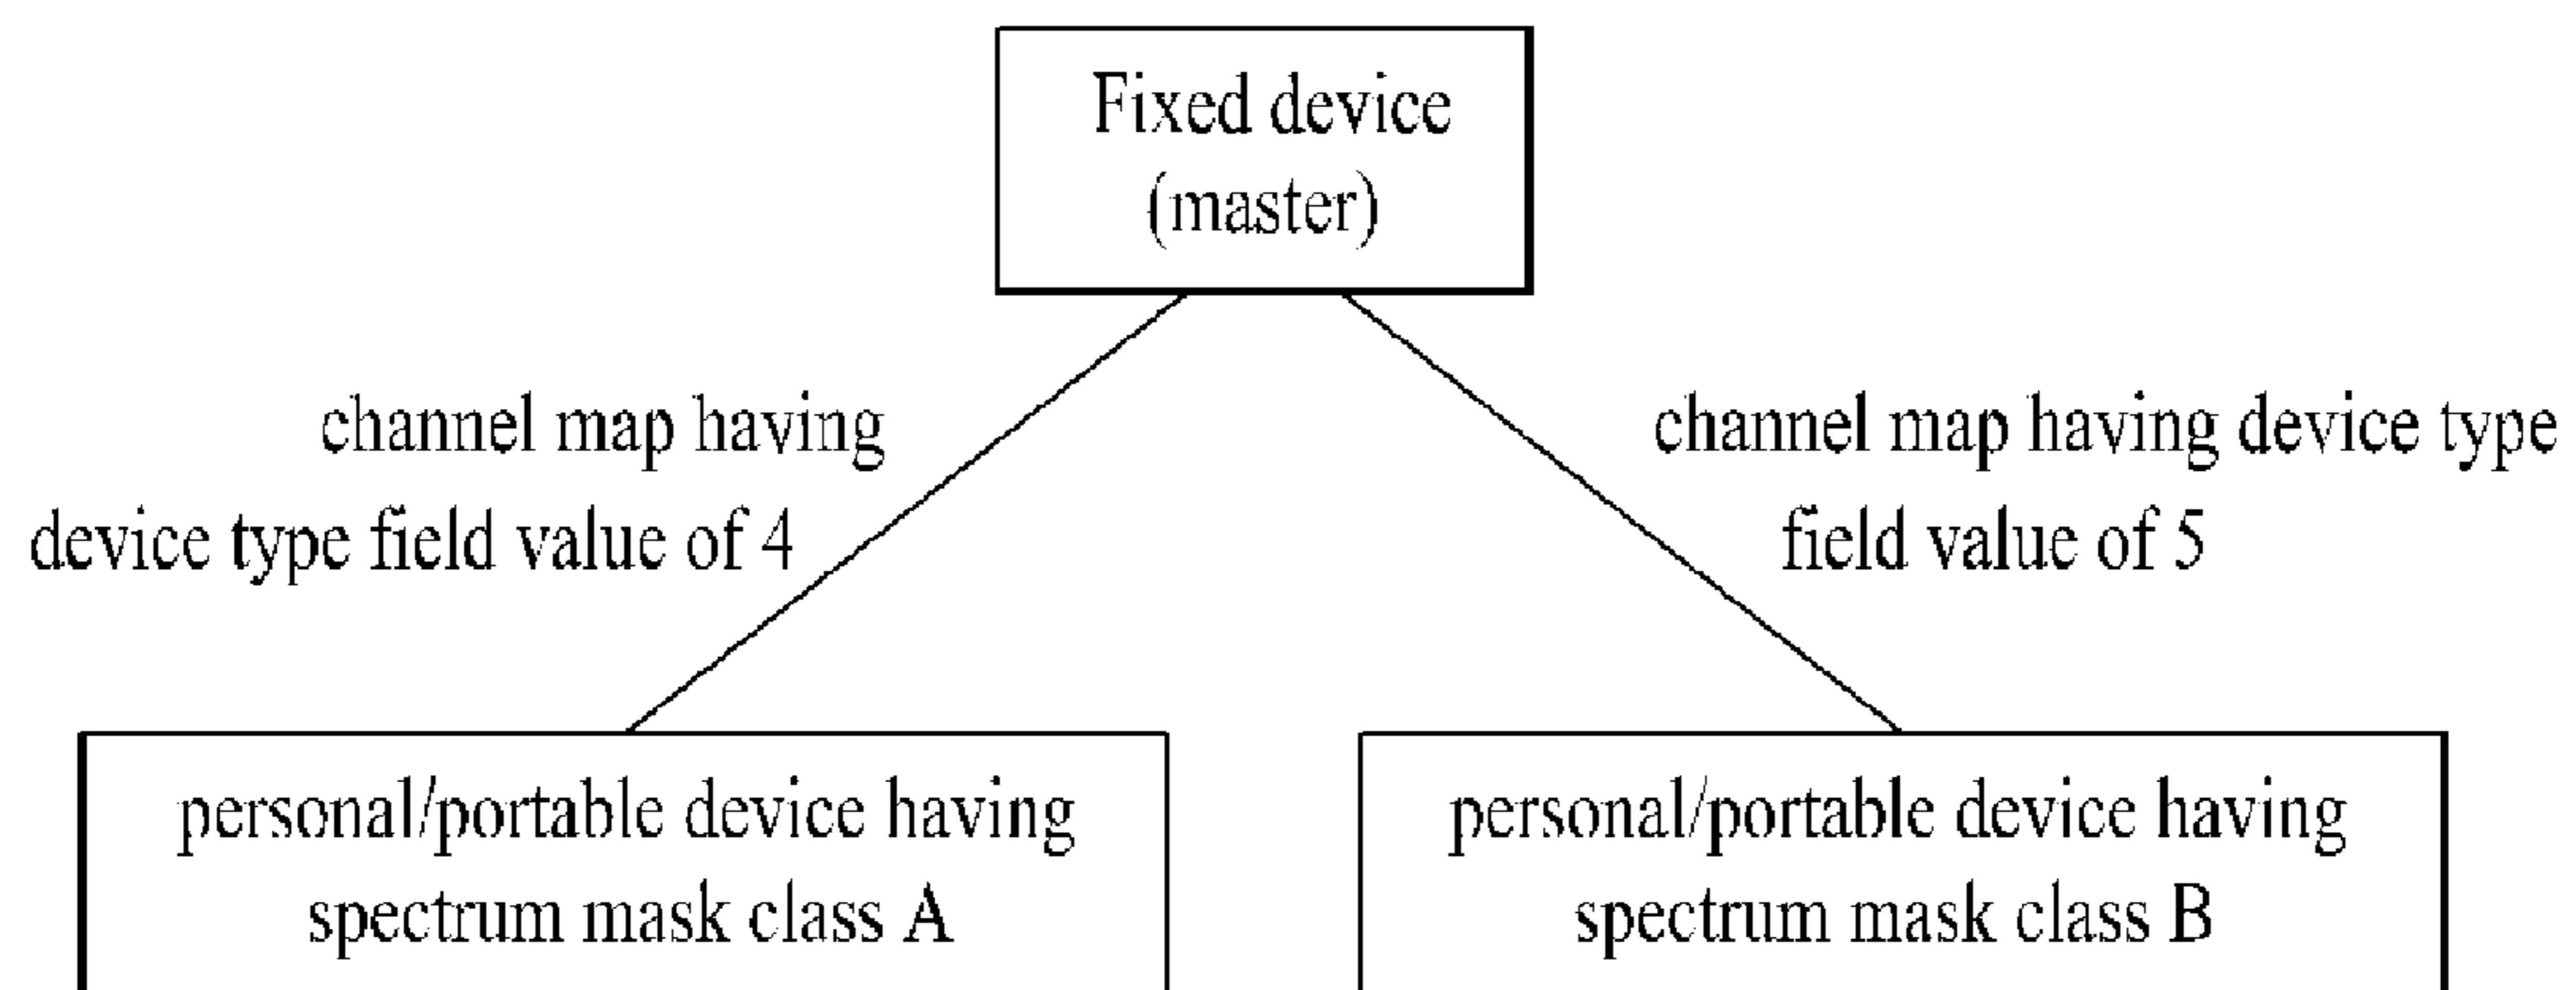 Fixed device
(master)
channel map having
device type field value of 4
channel map having device type
field value of 5
personal/portable device having
spectrum mask class A
personal/portable device having
spectrum mask class B